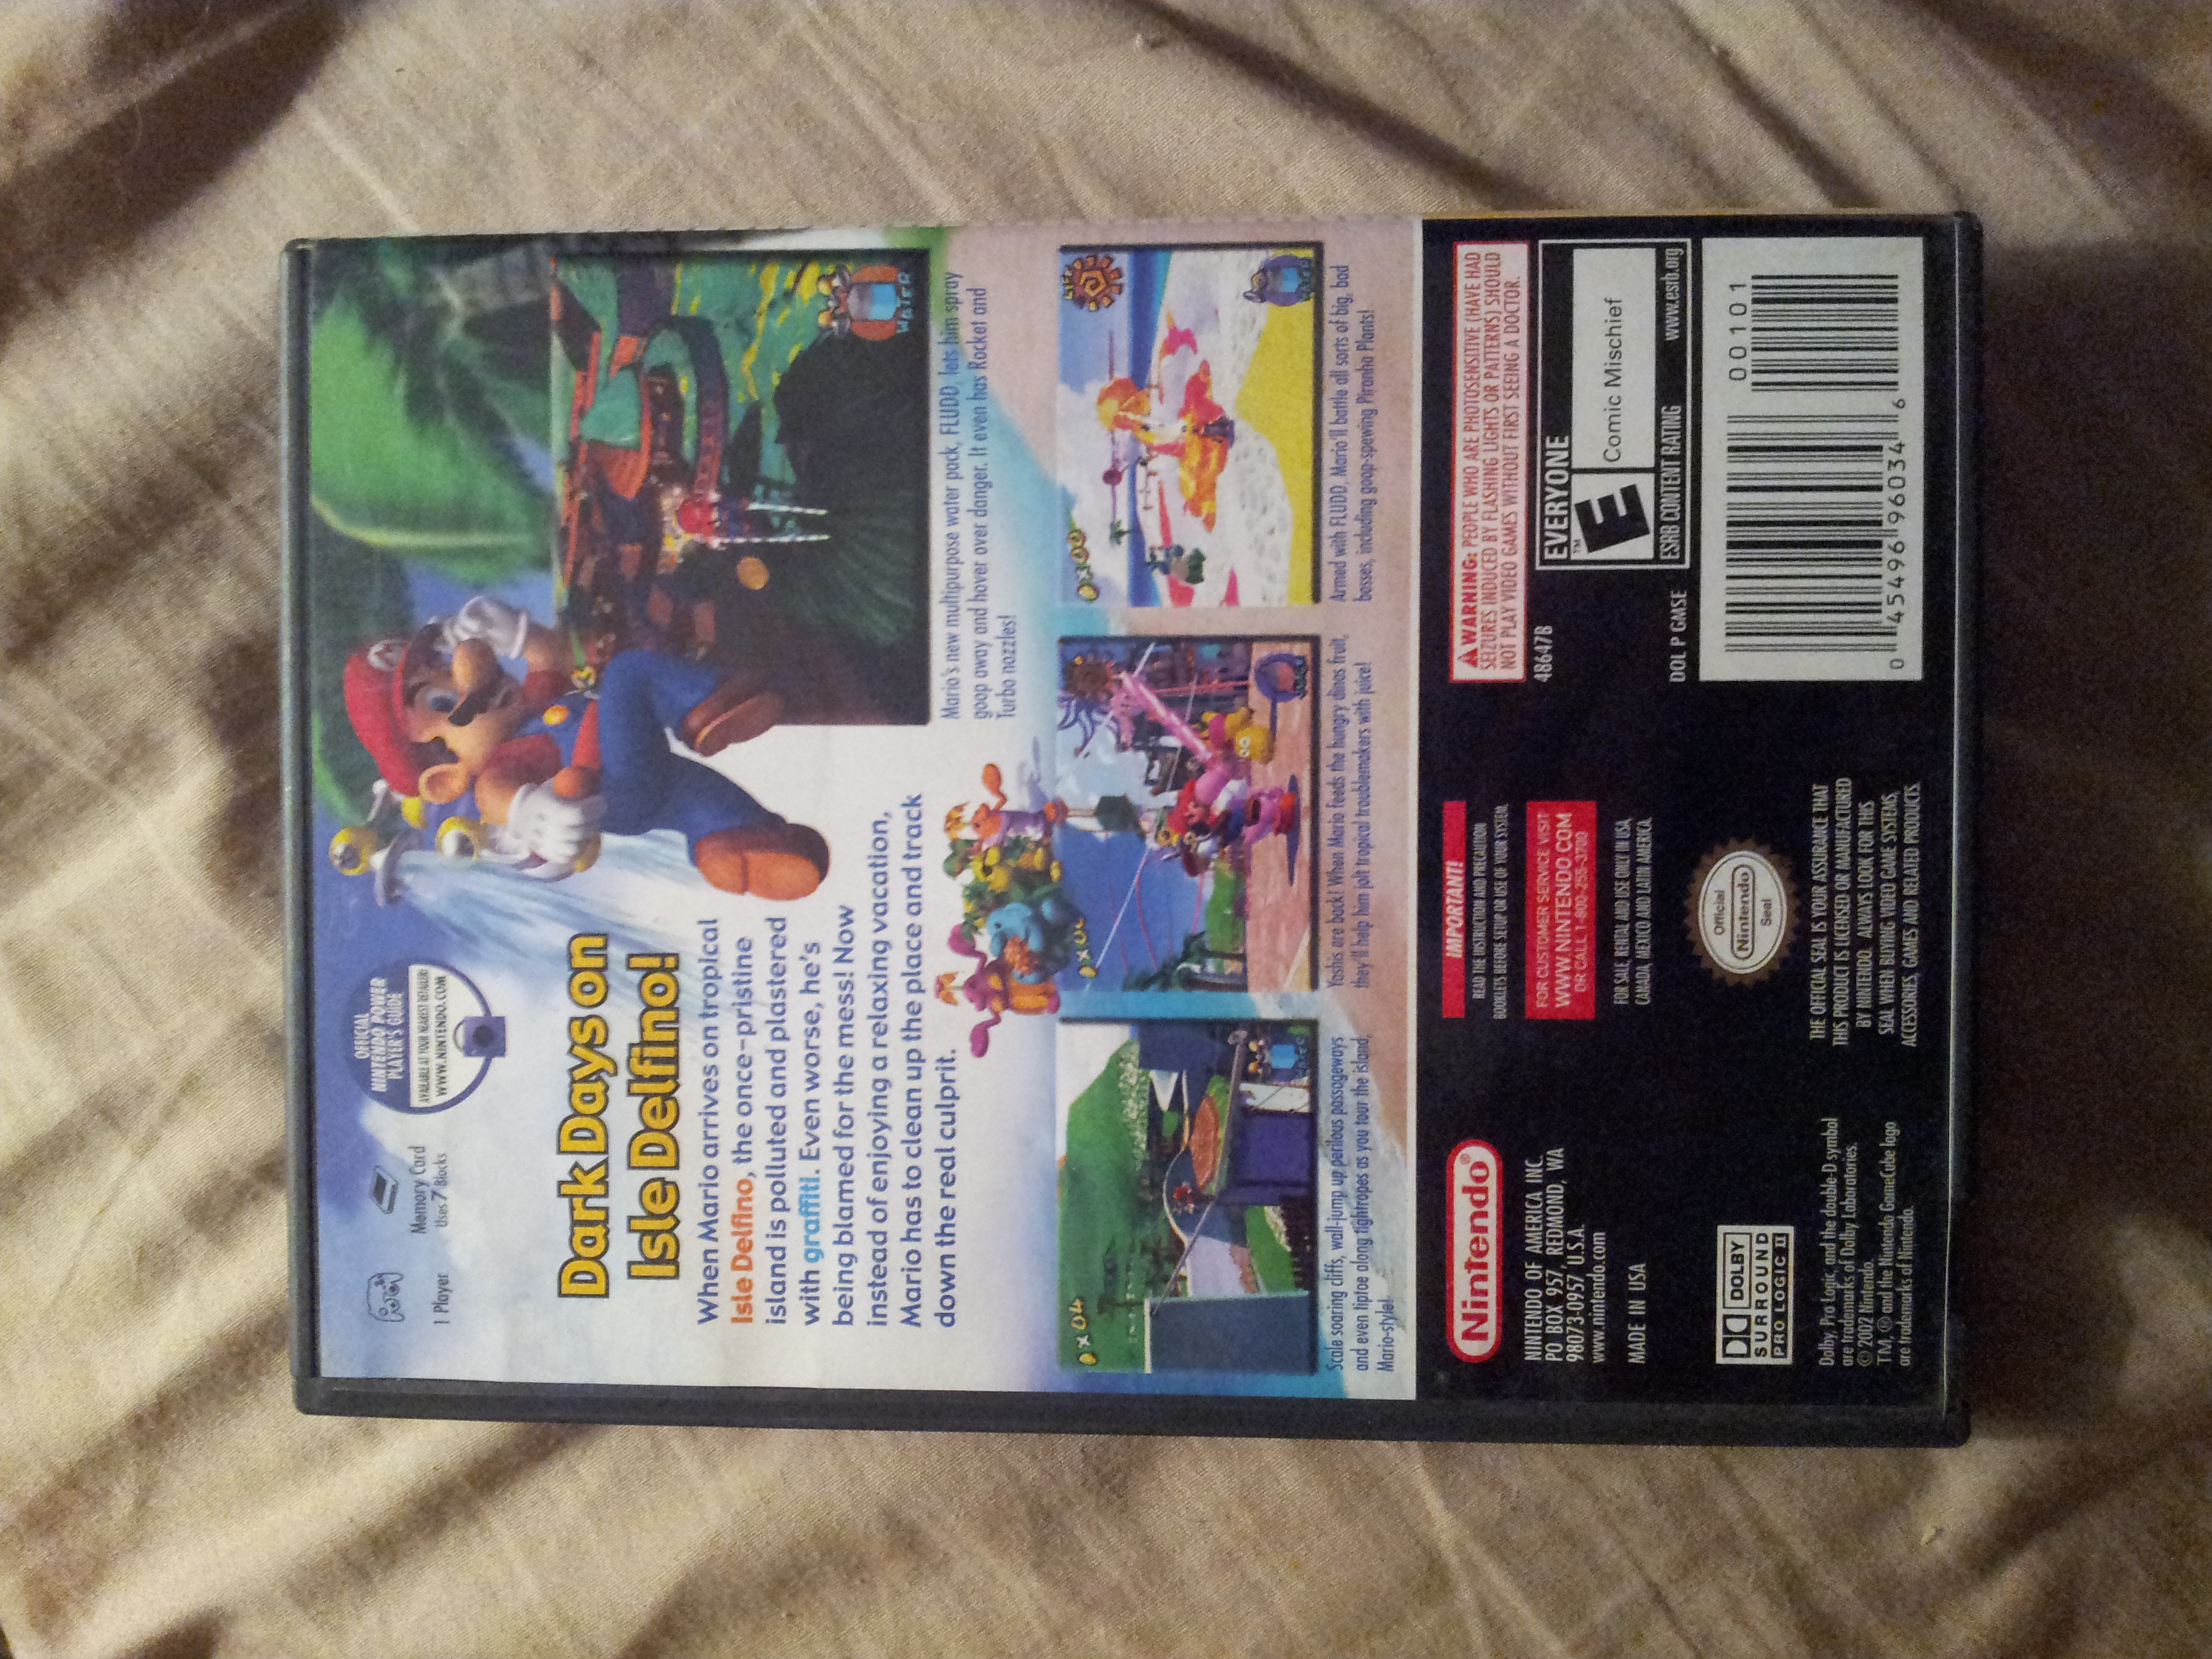 1 Player
Memory Card
Uses 7 Blocks
OFFICIAL
NINTENDO POWER
PLAYER'S GUIDE
AVAILABLE AT YOUR NEAREST RETAILER!
WWW.NINTENDO.COM
Dark Days on
Isle Delfino!
When Mario arrives on tropical
Isle Delfino, the once-pristine
island is polluted and plastered
with graffiti. Even worse, he's
being blamed for the mess! Now
instead of enjoying a relaxing vacation,
Mario has to clean up the place and track
down the real culprit.
WATER
Mario's new multipurpose water pack, FLUDD, lets him spray
goop away and hover over danger. It even has Rocket and
Turbo nozzles!
x04
Scale soaring cliffs, wall-jump up perilous passageways
and even tiptoe along tightropes as you tour the island,
Mario-style!
Yoshis are back! When Mario feeds the hungry dinos fruit,
they'll help him jolt tropical troublemakers with juice!
x00
LIFE
WATER
Armed with FLUDD, Mario'll battle all sorts of big, bad
bosses, including goop-spewing Piranha Plants!
Nintendo®
NINTENDO OF AMERICA INC.
PO BOX 957, REDMOND, WA
98073-0957 U.S.A.
www.nintendo.com
MADE IN USA
DOLBY
SURROUND
PRO LOGIC II
Dolby, Pro Logic, and the double-D symbol
are trademarks of Dolby Laboratories.
© 2002 Nintendo.
TM, ® and the Nintendo GameCube logo
are trademarks of Nintendo.
IMPORTANT!
READ THE INSTRUCTION AND PRECAUTION
BOOKLETS BEFORE SETUP OR USE OF YOUR SYSTEM.
FOR CUSTOMER SERVICE VISIT
WWW.NINTENDO.COM
OR CALL 1-800-255-3700
FOR SALE, RENTAL AND USE ONLY IN USA,
CANADA, MEXICO AND LATIN AMERICA.
Official
Nintendo
Seal
THE OFFICIAL SEAL IS YOUR ASSURANCE THAT
THIS PRODUCT IS LICENSED OR MANUFACTURED
BY NINTENDO. ALWAYS LOOK FOR THIS
SEAL WHEN BUYING VIDEO GAME SYSTEMS,
ACCESSORIES, GAMES AND RELATED PRODUCTS.
WARNING: PEOPLE WHO ARE PHOTOSENSITIVE (HAVE HAD
SEIZURES INDUCED BY FLASHING LIGHTS OR PATTERNS) SHOULD
NOT PLAY VIDEO GAMES WITHOUT FIRST SEEING A DOCTOR.
48647B
EVERYONE
E™
Comic Mischief
ESRB CONTENT RATING www.esrb.org
DOL P GMSE
00101
0 45496 96034 6